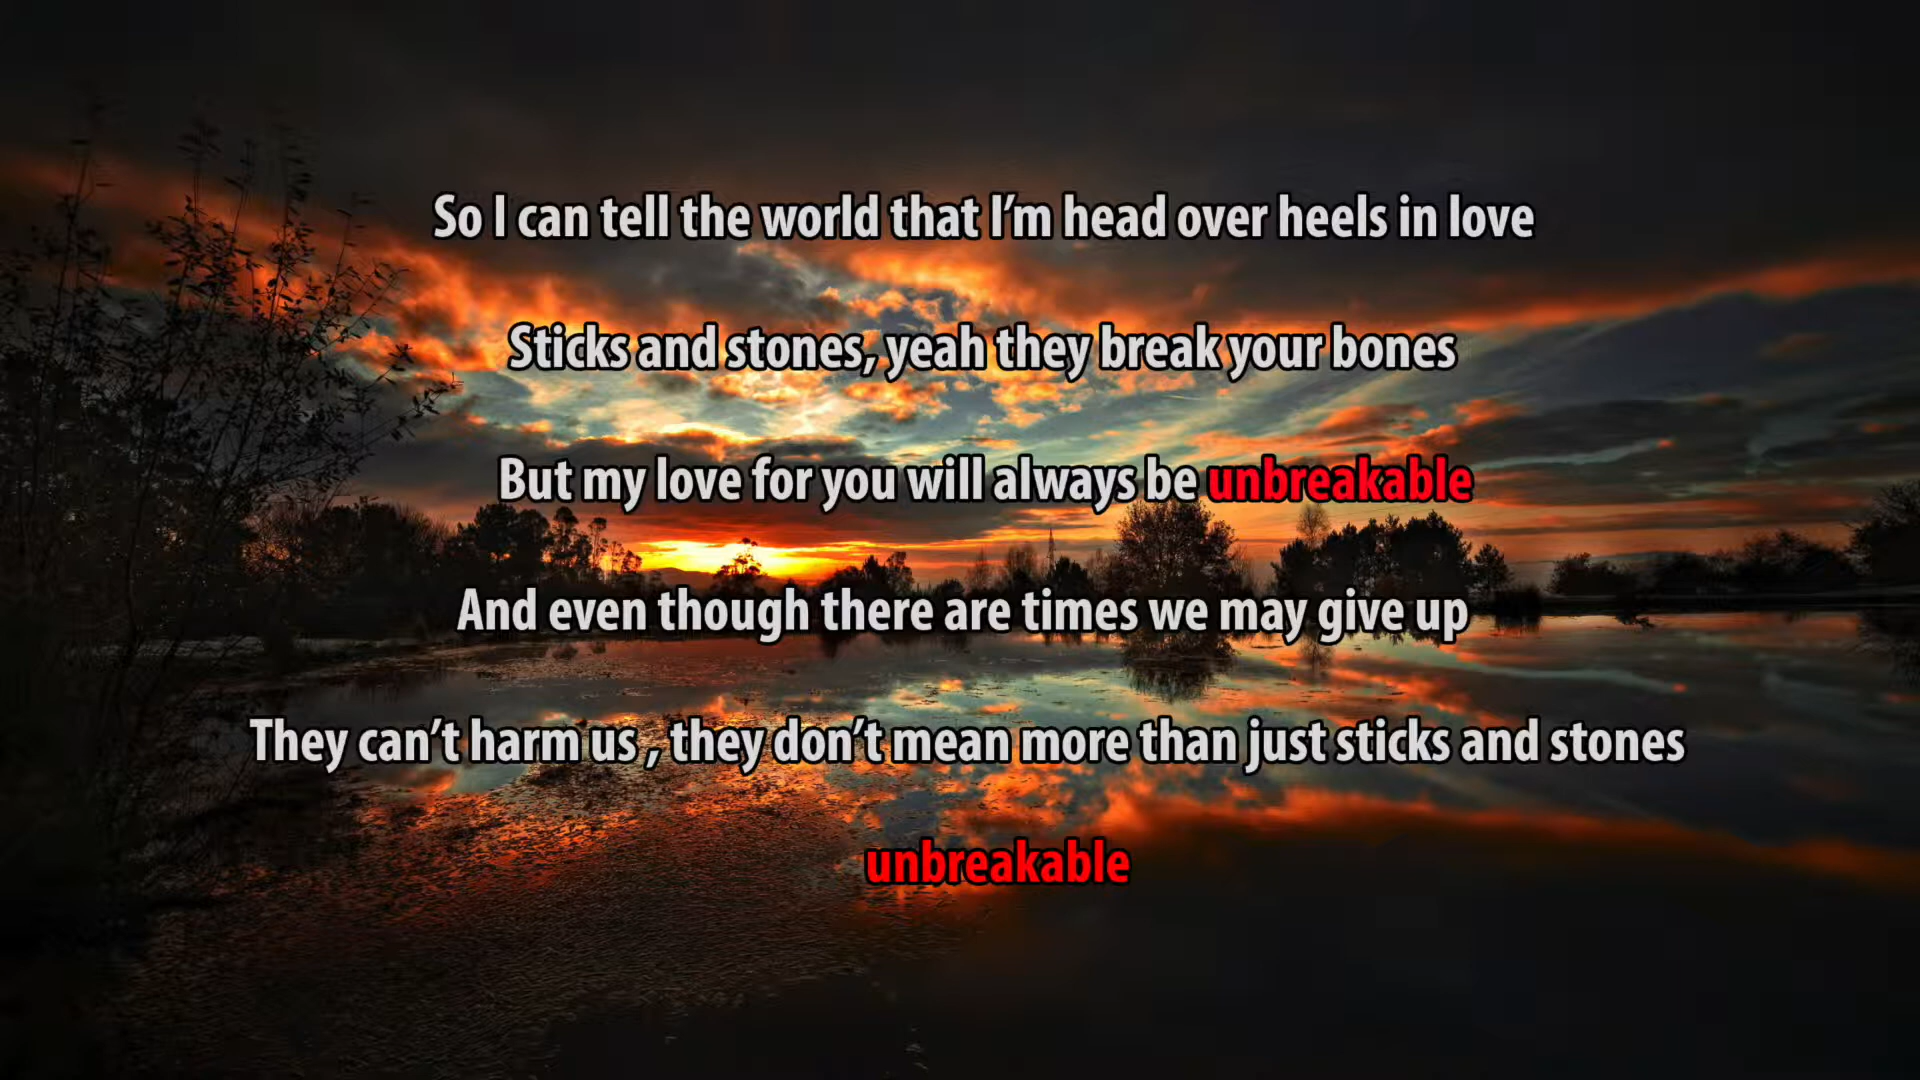 So I can tell the world that I’m head over heels in love
Sticks and stones, yeah they break your bones
But my love for you will always be unbreakable
And even though there are times we may give up
They can’t harm us , they don’t mean more than just sticks and stones
unbreakable